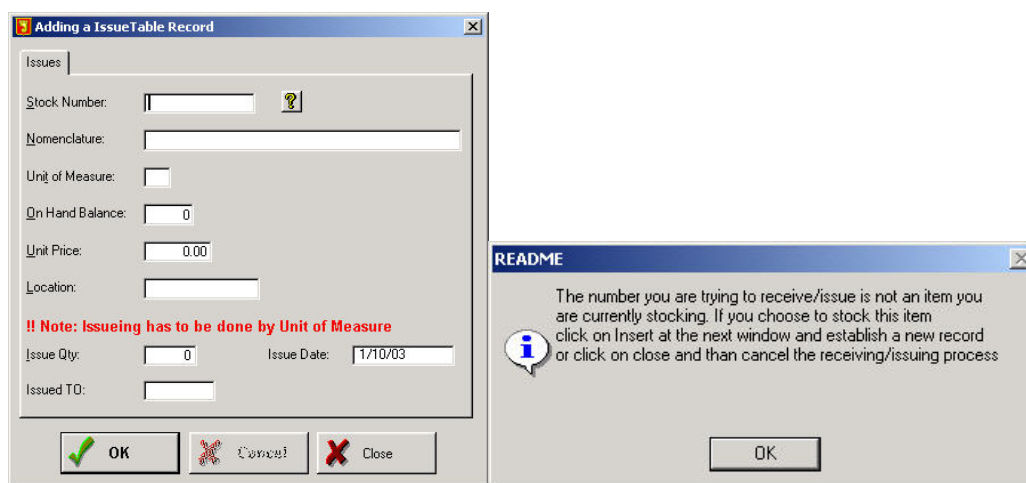 Adding a IssueTable Record
Issues
Stock Number:
Nomenclature:
Unit of Measure:
On Hand Balance: 0
Unit Price: 0.00
Location:
!! Note: Issueing has to be done by Unit of Measure
Issue Qty: 0 Issue Date: 1/10/03
Issued TO:
OK Cancel Close
README
The number you are trying to receive/issue is not an item you
are currently stocking. If you choose to stock this item
click on Insert at the next window and establish a new record
or click on close and than cancel the receiving/issuing process
OK